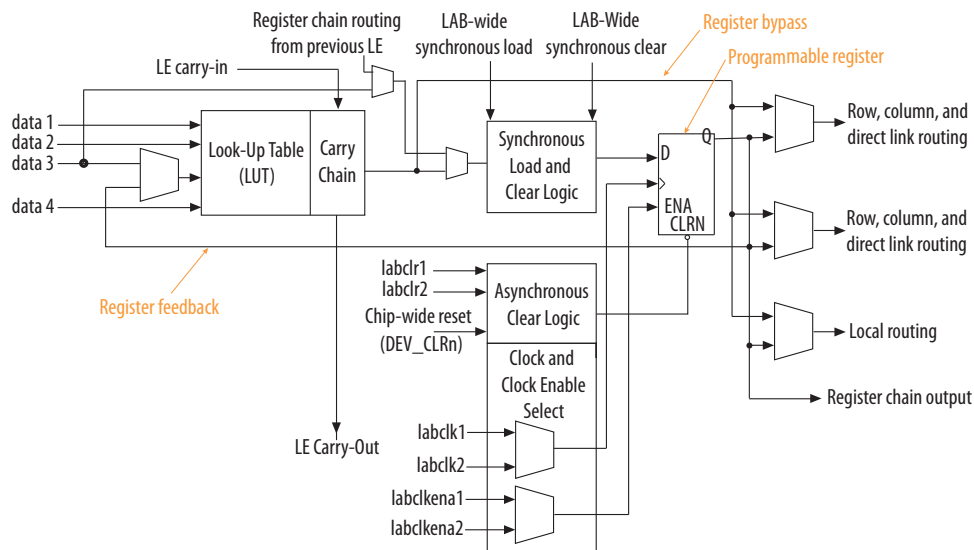 Register chain routing
from previous LE
LAB-wide
synchronous load
LAB-Wide
synchronous clear
Register bypass
Programmable register
LE carry-in
data 1
data 2
data 3
data 4
Look-Up Table
(LUT)
Carry
Chain
Synchronous
Load and
Clear Logic
D
Q
ENA
CLRN
Row, column, and
direct link routing
Row, column, and
direct link routing
Local routing
Register chain output
Register feedback
labclr1
labclr2
Chip-wide reset
(DEV_CLRn)
Asynchronous
Clear Logic
Clock and
Clock Enable
Select
labclk1
labclk2
labclkena1
labclkena2
LE Carry-Out